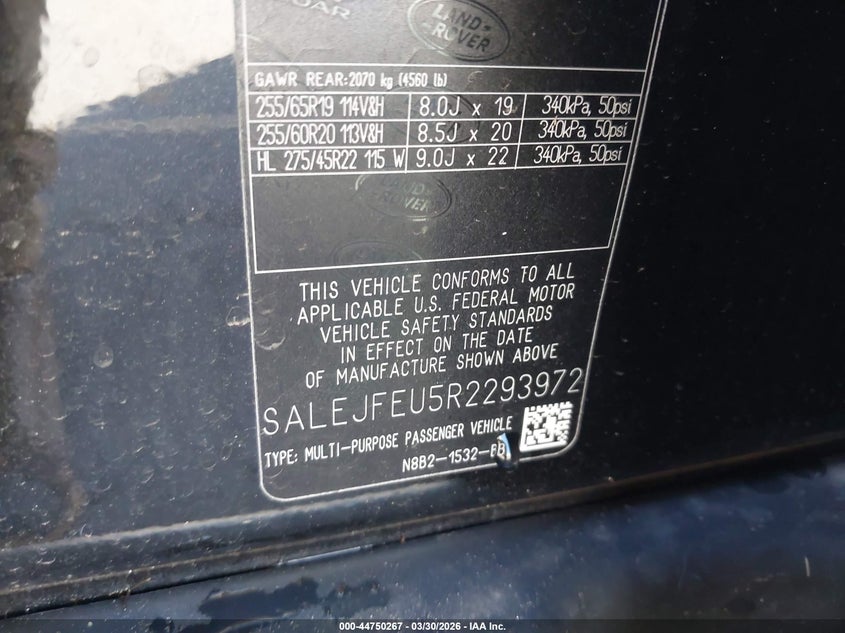 LAND-
ROVER
GAWR REAR:2070 kg (4560 lb)
255/65R19 114V&H 8.0J x 19 340kPa, 50psi
255/60R20 113V&H 8.5J x 20 340kPa, 50psi
HL 275/45R22 115 W 9.0J x 22 340kPa, 50psi
LAND-
ROVER
THIS VEHICLE CONFORMS TO ALL
APPLICABLE U.S. FEDERAL MOTOR
VEHICLE SAFETY STANDARDS
IN EFFECT ON THE DATE
OF MANUFACTURE SHOWN ABOVE
SALEJFEU5R2293972
TYPE: MULTI-PURPOSE PASSENGER VEHICLE
N8B2-1532-
000-44750267 - 03/30/2026 - IAA Inc.